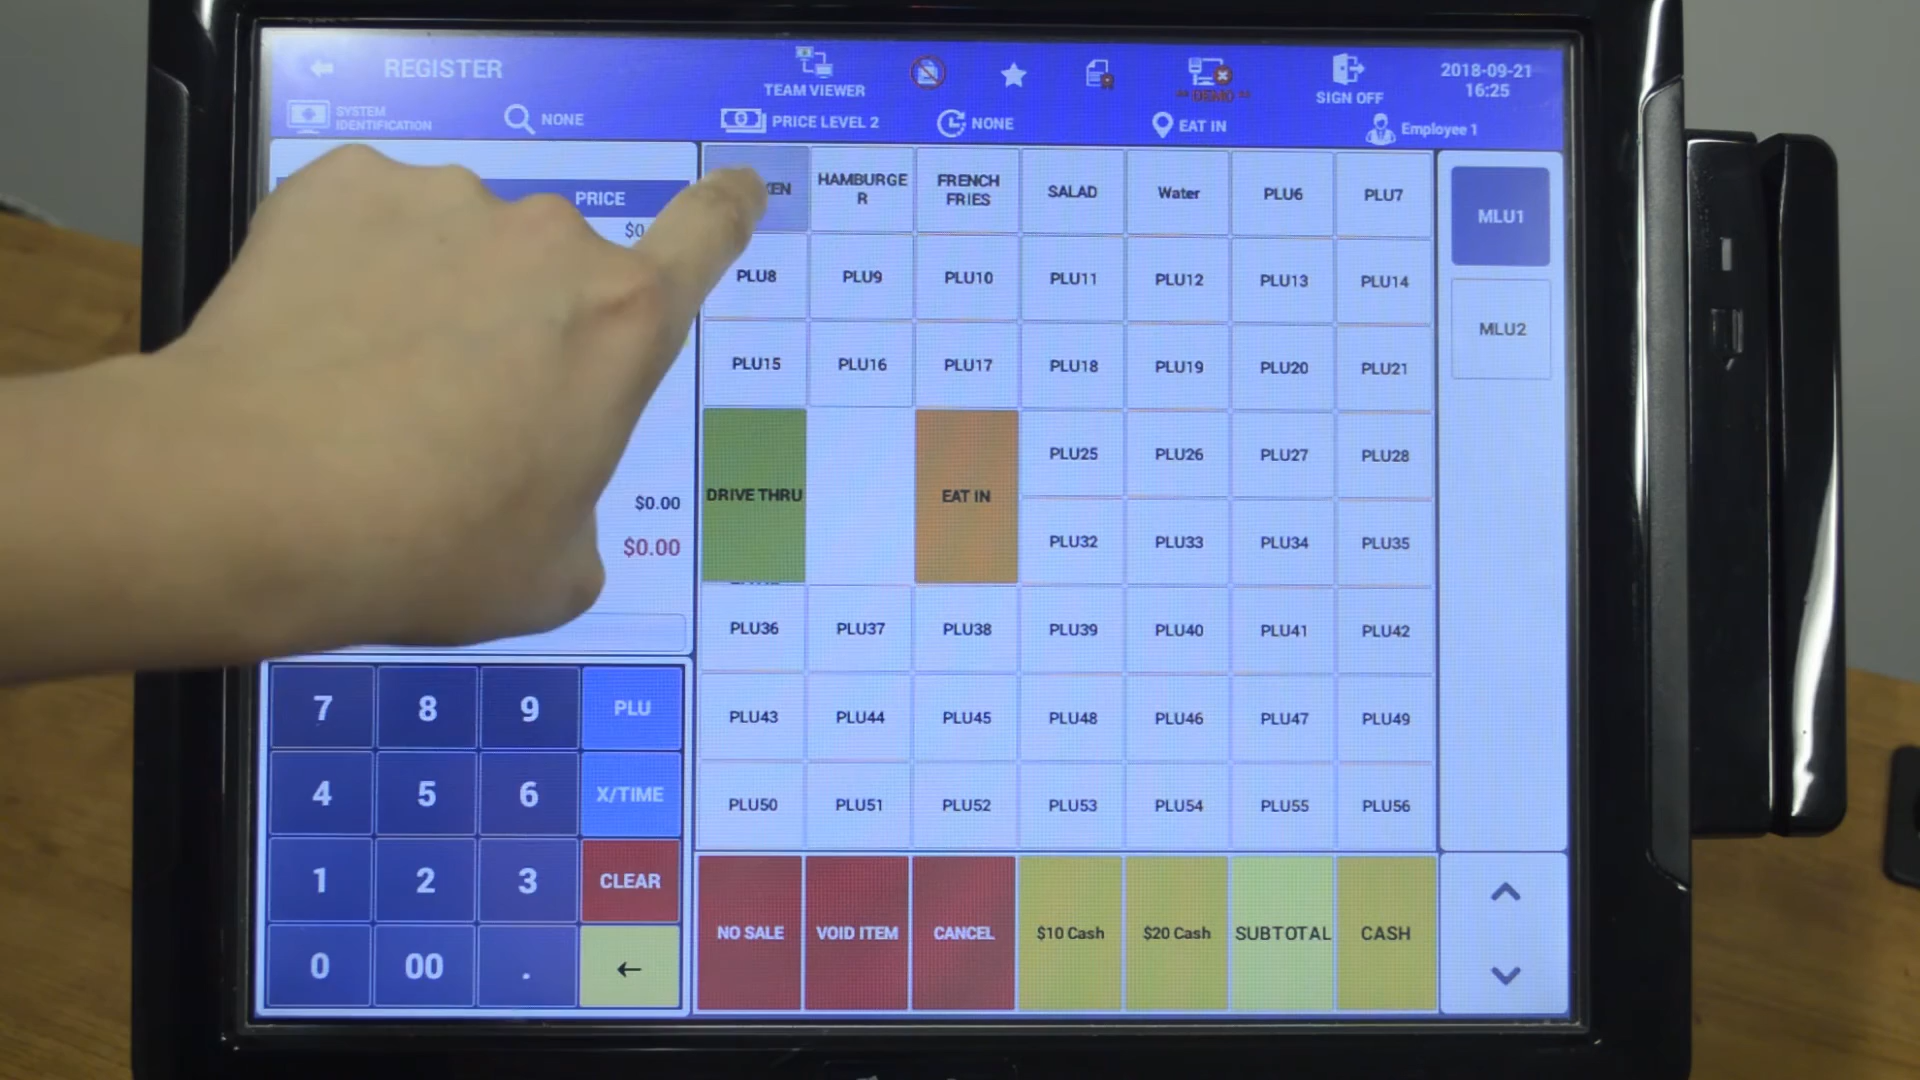 REGISTER
TEAM VIEWER
** DEMO **
SIGN OFF
2018-09-21
16:25
SYSTEM
IDENTIFICATION
NONE
PRICE LEVEL 2
NONE
EAT IN
Employee 1
PRICE
$0.00
$0.00
HAMBURGE
R
FRENCH
FRIES
SALAD
Water
PLU6
PLU7
PLU8
PLU9
PLU10
PLU11
PLU12
PLU13
PLU14
PLU15
PLU16
PLU17
PLU18
PLU19
PLU20
PLU21
DRIVE THRU
EAT IN
PLU25
PLU26
PLU27
PLU28
PLU32
PLU33
PLU34
PLU35
PLU36
PLU37
PLU38
PLU39
PLU40
PLU41
PLU42
PLU43
PLU44
PLU45
PLU48
PLU46
PLU47
PLU49
PLU50
PLU51
PLU52
PLU53
PLU54
PLU55
PLU56
MLU1
MLU2
7
8
9
PLU
4
5
6
X/TIME
1
2
3
CLEAR
0
00
.
←
NO SALE
VOID ITEM
CANCEL
$10 Cash
$20 Cash
SUBTOTAL
CASH